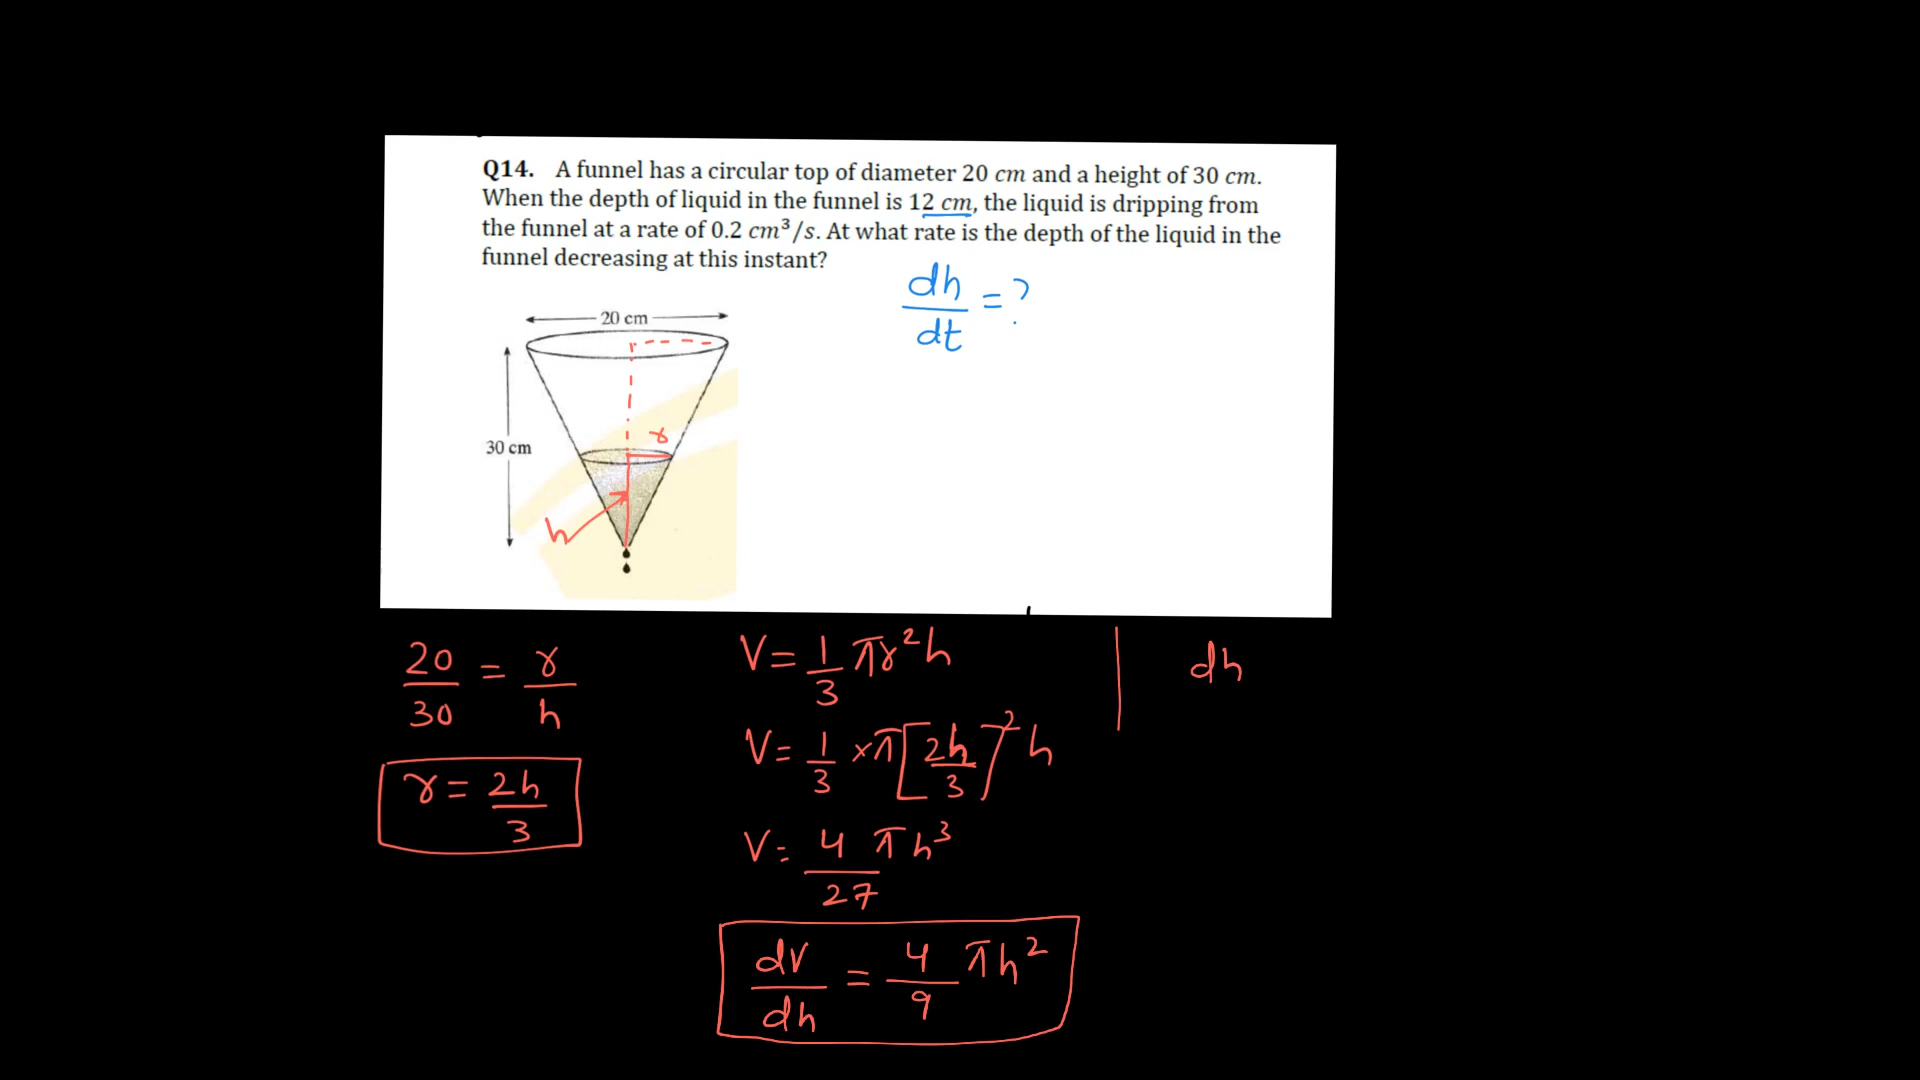 Q14. A funnel has a circular top of diameter 20 cm and a height of 30 cm.
When the depth of liquid in the funnel is 12 cm, the liquid is dripping from
the funnel at a rate of 0.2 cm³/s. At what rate is the depth of the liquid in the
funnel decreasing at this instant?
dh/dt = ?
20 cm
r
30 cm
h
20/30 = r/h
r = 2h/3
V = 1/3 πr²h
V = 1/3 × π[2h/3]² h
V = 4/27 πh³
dV/dh = 4/9 πh²
dh